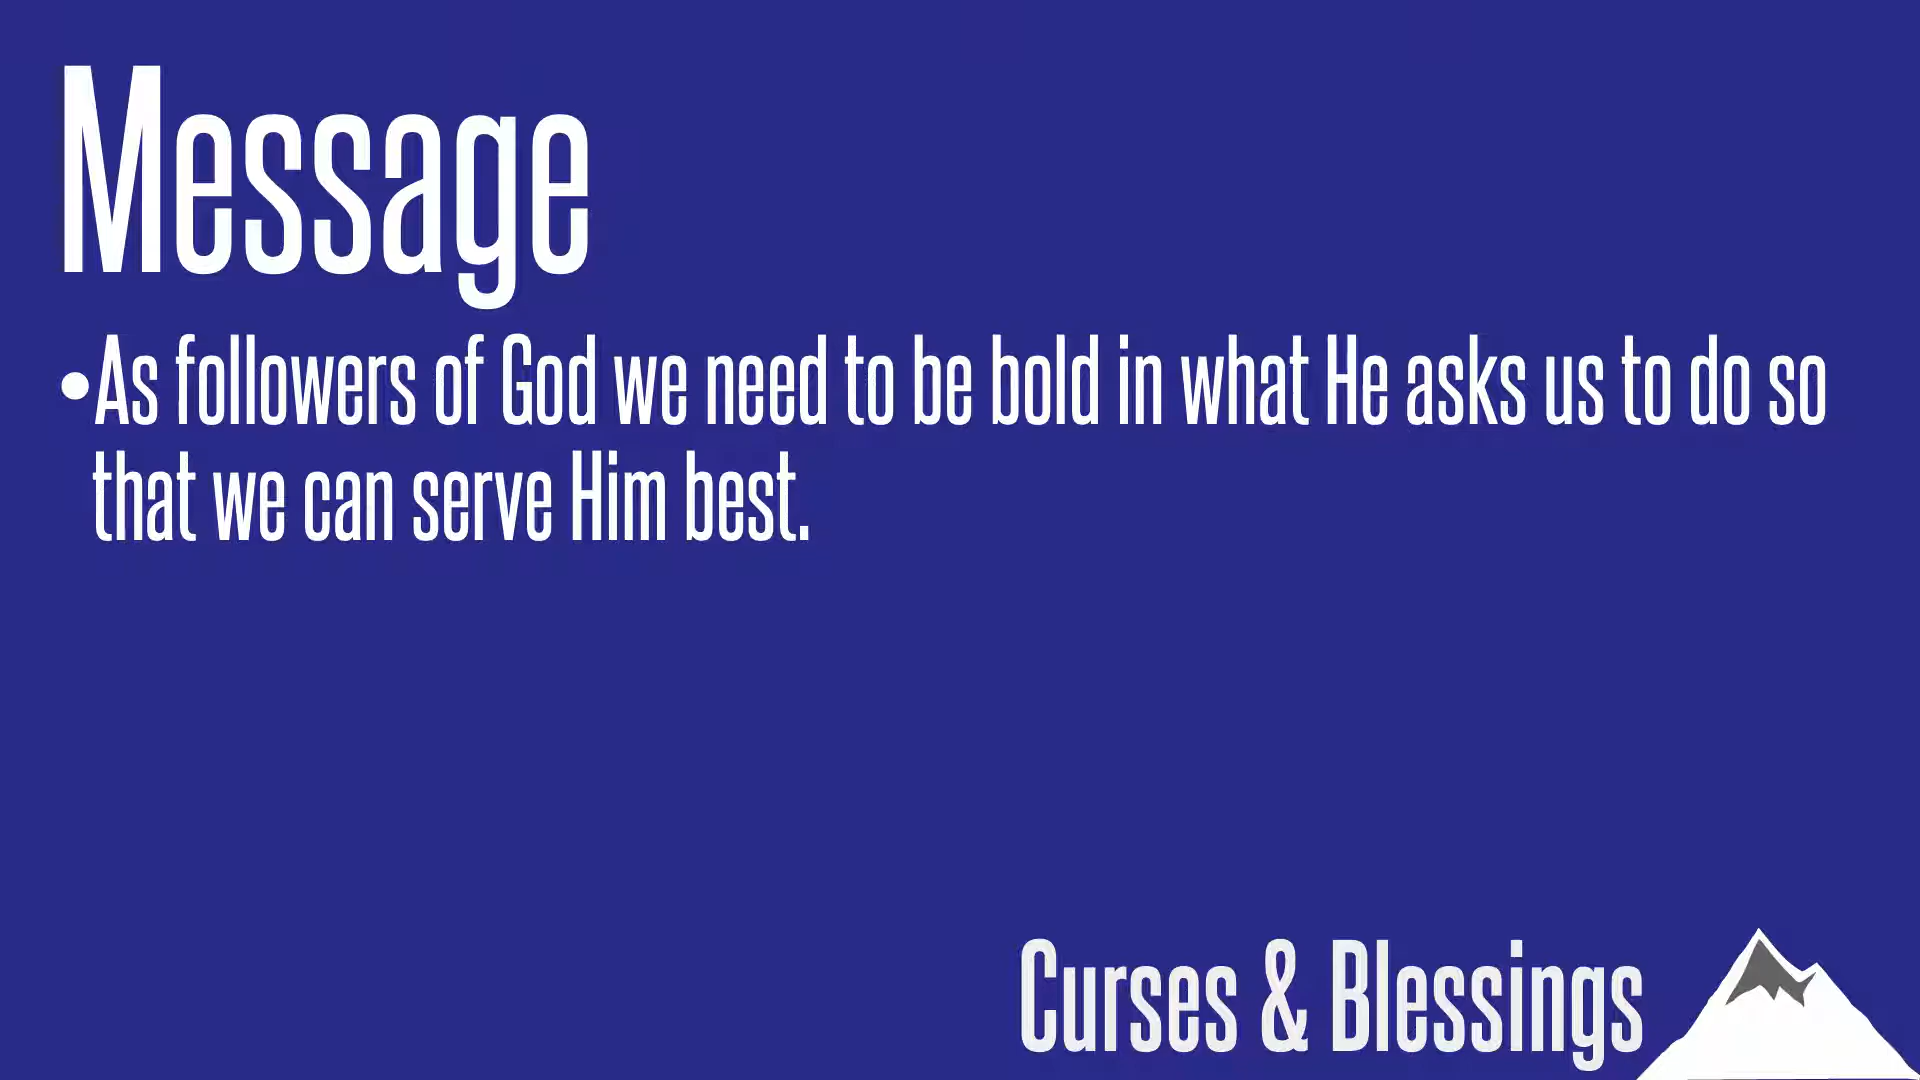 Message
•As followers of God we need to be bold in what He asks us to do so
that we can serve Him best.
Curses & Blessings